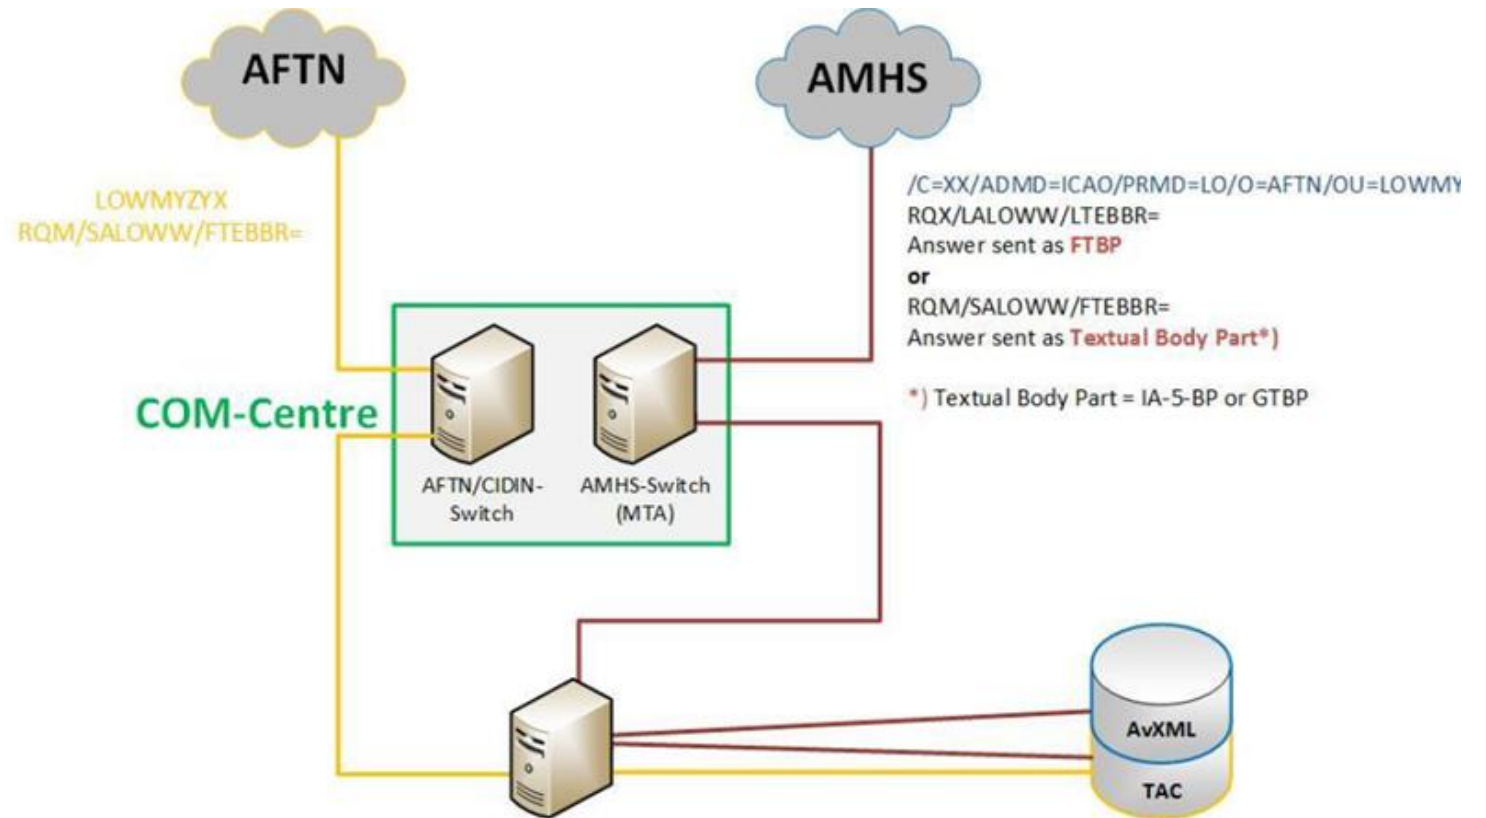 AFTN
AMHS
LOWMYZYX
RQM/SALOWW/FTEBBR=
/C=XX/ADMD=ICAO/PRMD=LO/O=AFTN/OU=LOWMY
RQX/LALOWW/LTEBBR=
Answer sent as FTBP
or
RQM/SALOWW/FTEBBR=
Answer sent as Textual Body Part*)
*) Textual Body Part = IA-5-BP or GTBP
COM-Centre
AFTN/CIDIN-
Switch
AMHS-Switch
(MTA)
AvXML
TAC